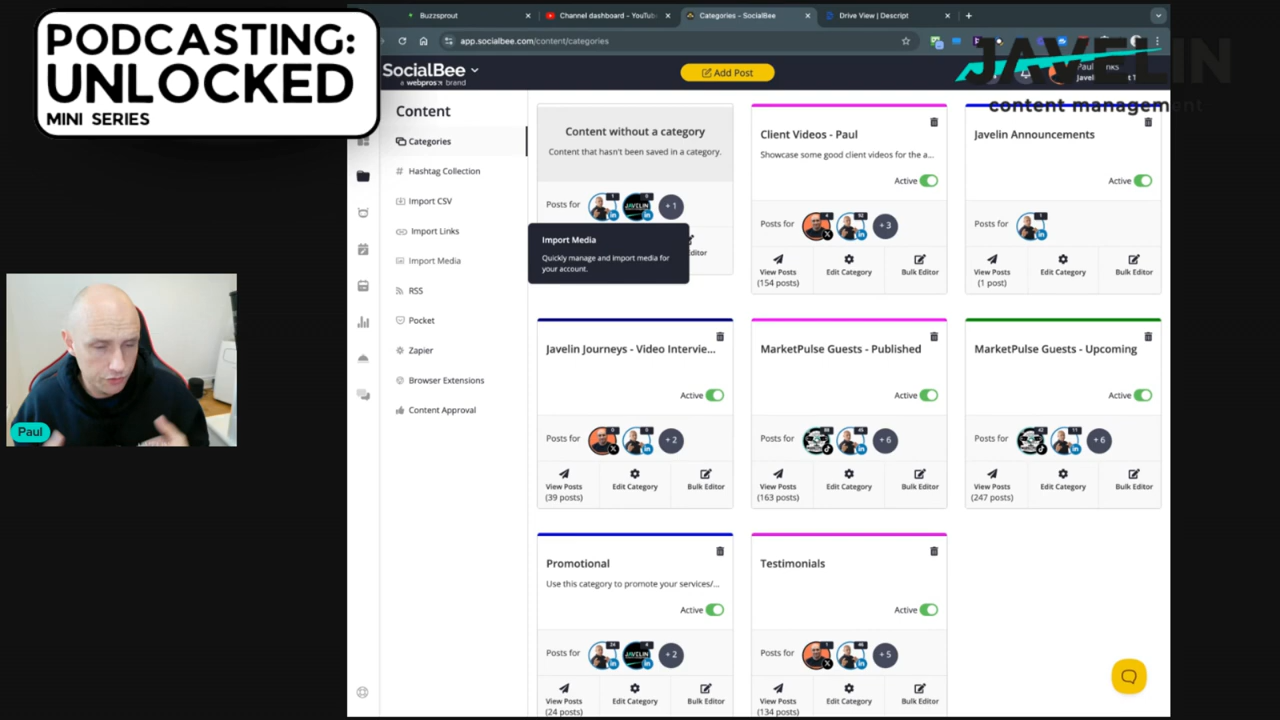 PODCASTING:
UNLOCKED
MINI SERIES
Buzzsprout
Channel dashboard - YouTub
Categories - SocialBee
Drive View | Descript
app.socialbee.com/content/categories
SocialBee
a webpros brand
Add Post
JAVELIN
content management
Content
Categories
Hashtag Collection
Import CSV
Import Links
Import Media
RSS
Pocket
Zapier
Browser Extensions
Content Approval
Content without a category
Content that hasn't been saved in a category.
Posts for
+ 1
Import Media
Quickly manage and import media for
your account.
Client Videos - Paul
Showcase some good client videos for the a...
Active
Posts for
+ 3
View Posts
(154 posts)
Edit Category
Bulk Editor
Javelin Announcements
Active
Posts for
View Posts
(1 post)
Edit Category
Bulk Editor
Javelin Journeys - Video Intervie...
Active
Posts for
+ 2
View Posts
(39 posts)
Edit Category
Bulk Editor
MarketPulse Guests - Published
Active
Posts for
+ 6
View Posts
(163 posts)
Edit Category
Bulk Editor
MarketPulse Guests - Upcoming
Active
Posts for
+ 6
View Posts
(247 posts)
Edit Category
Bulk Editor
Promotional
Use this category to promote your services/...
Active
Posts for
JAVELIN
+ 2
View Posts
(24 posts)
Edit Category
Bulk Editor
Testimonials
Active
Posts for
+ 5
View Posts
(134 posts)
Edit Category
Bulk Editor
Paul